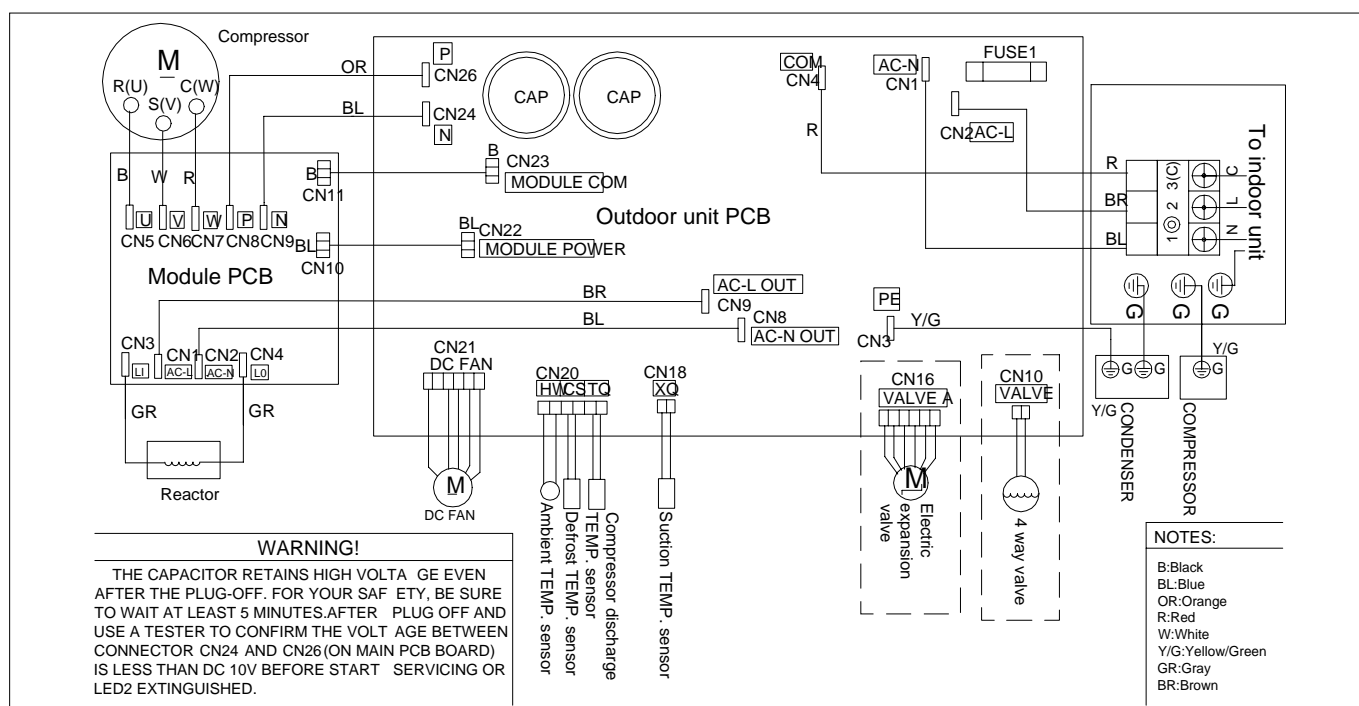 Compressor
M
R(U)
S(V)
C(W)
OR
P
CN26
BL
CN24
N
CAP
CAP
COM
CN4
AC-N
CN1
FUSE1
CN2 AC-L
R
B W R
B
CN11
B
CN23
MODULE COM
U V W P N
CN5 CN6 CN7 CN8 CN9
BL
CN10
BL
CN22
MODULE POWER
Module PCB
Outdoor unit PCB
R
BR
BL
1 2 3(C)
N L C
To indoor unit
G G G
BR
AC-L OUT
CN9
BL
CN8
AC-N OUT
PE
CN3
Y/G
CN3 CN1 CN2 CN4
LI AC-L AC-N L0
GR GR
Reactor
CN21
DC FAN
M
DC FAN
CN20
HW CS TQ
Ambient TEMP. sensor
Defrost TEMP. sensor
Compressor discharge
TEMP. sensor
CN18
XQ
Suction TEMP. sensor
CN16
VALVE A
M
Electric
expansion
valve
CN10
VALVE
4 way valve
G G
Y/G
CONDENSER
Y/G
G
COMPRESSOR
WARNING!
THE CAPACITOR RETAINS HIGH VOLTA GE EVEN
AFTER THE PLUG-OFF. FOR YOUR SAF ETY, BE SURE
TO WAIT AT LEAST 5 MINUTES.AFTER PLUG OFF AND
USE A TESTER TO CONFIRM THE VOLT AGE BETWEEN
CONNECTOR CN24 AND CN26(ON MAIN PCB BOARD)
IS LESS THAN DC 10V BEFORE START SERVICING OR
LED2 EXTINGUISHED.
NOTES:
B:Black
BL:Blue
OR:Orange
R:Red
W:White
Y/G:Yellow/Green
GR:Gray
BR:Brown